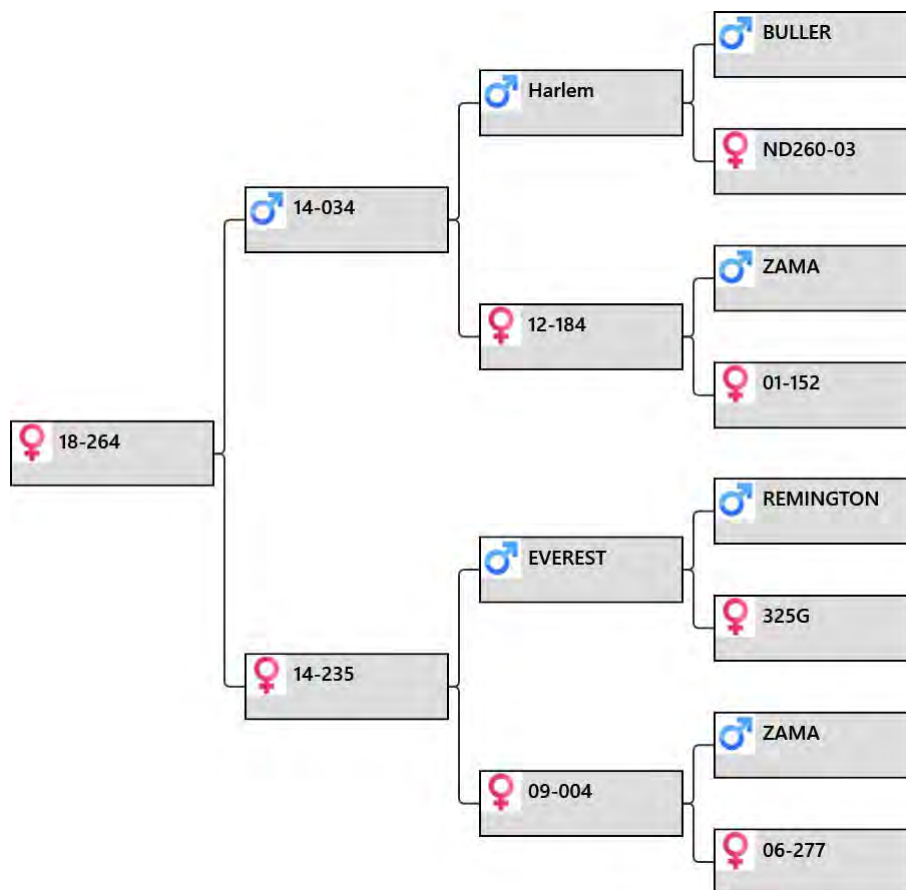 BULLER
Harlem
ND260-03
14-034
ZAMA
12-184
01-152
18-264
REMINGTON
EVEREST
325G
14-235
ZAMA
09-004
06-277